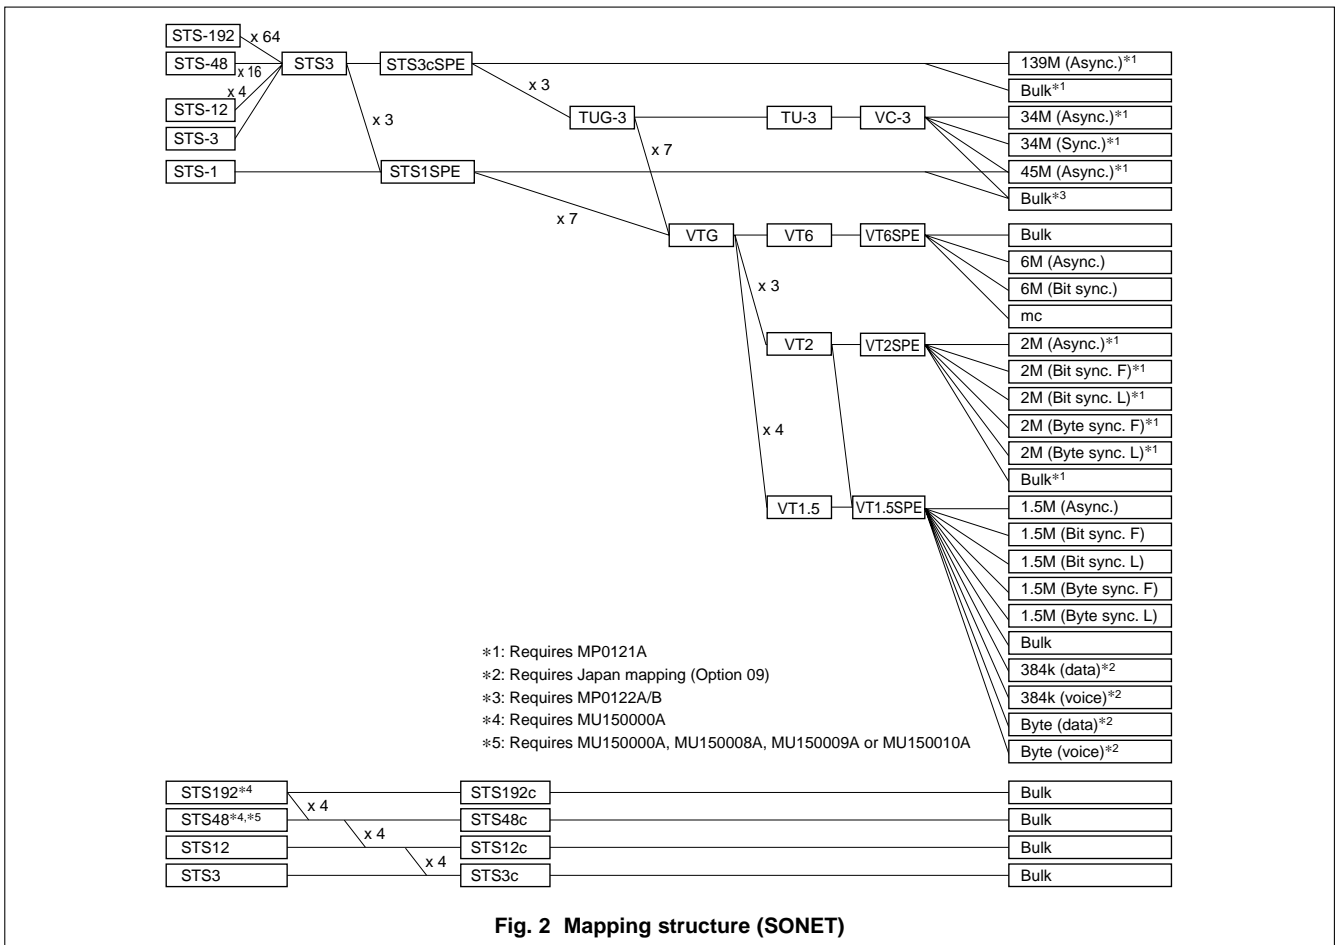 STS-192
x 64
STS-48
x 16
STS3
STS3cSPE
139M (Async.)*1
x 4
x 3
Bulk*1
STS-12
x 3
TUG-3
TU-3
VC-3
34M (Async.)*1
STS-3
x 7
34M (Sync.)*1
STS-1
STS1SPE
45M (Async.)*1
Bulk*3
x 7
VTG
VT6
VT6SPE
Bulk
6M (Async.)
x 3
6M (Bit sync.)
mc
VT2
VT2SPE
2M (Async.)*1
2M (Bit sync. F)*1
2M (Bit sync. L)*1
x 4
2M (Byte sync. F)*1
2M (Byte sync. L)*1
Bulk*1
VT1.5
VT1.5SPE
1.5M (Async.)
1.5M (Bit sync. F)
1.5M (Bit sync. L)
1.5M (Byte sync. F)
1.5M (Byte sync. L)
Bulk
384k (data)*2
384k (voice)*2
Byte (data)*2
Byte (voice)*2
*1: Requires MP0121A
*2: Requires Japan mapping (Option 09)
*3: Requires MP0122A/B
*4: Requires MU150000A
*5: Requires MU150000A, MU150008A, MU150009A or MU150010A
STS192*4
x 4
STS192c
Bulk
STS48*4,*5
x 4
STS48c
Bulk
STS12
x 4
STS12c
Bulk
STS3
STS3c
Bulk
Fig. 2 Mapping structure (SONET)